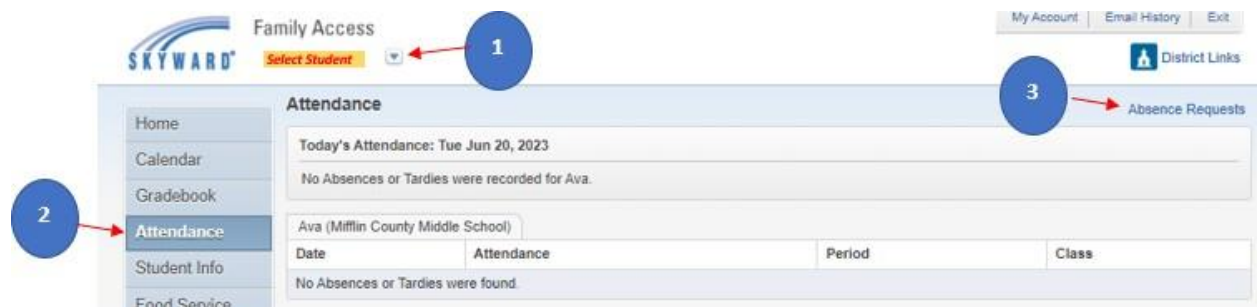 My Account Email History Exit
Family Access
SKYWARD
Select Student
1
District Links
3
Absence Requests
Attendance
Home
Today's Attendance: Tue Jun 20, 2023
Calendar
No Absences or Tardies were recorded for Ava.
Gradebook
2
Attendance
Ava (Mifflin County Middle School)
Date Attendance Period Class
Student Info
No Absences or Tardies were found.
Food Service